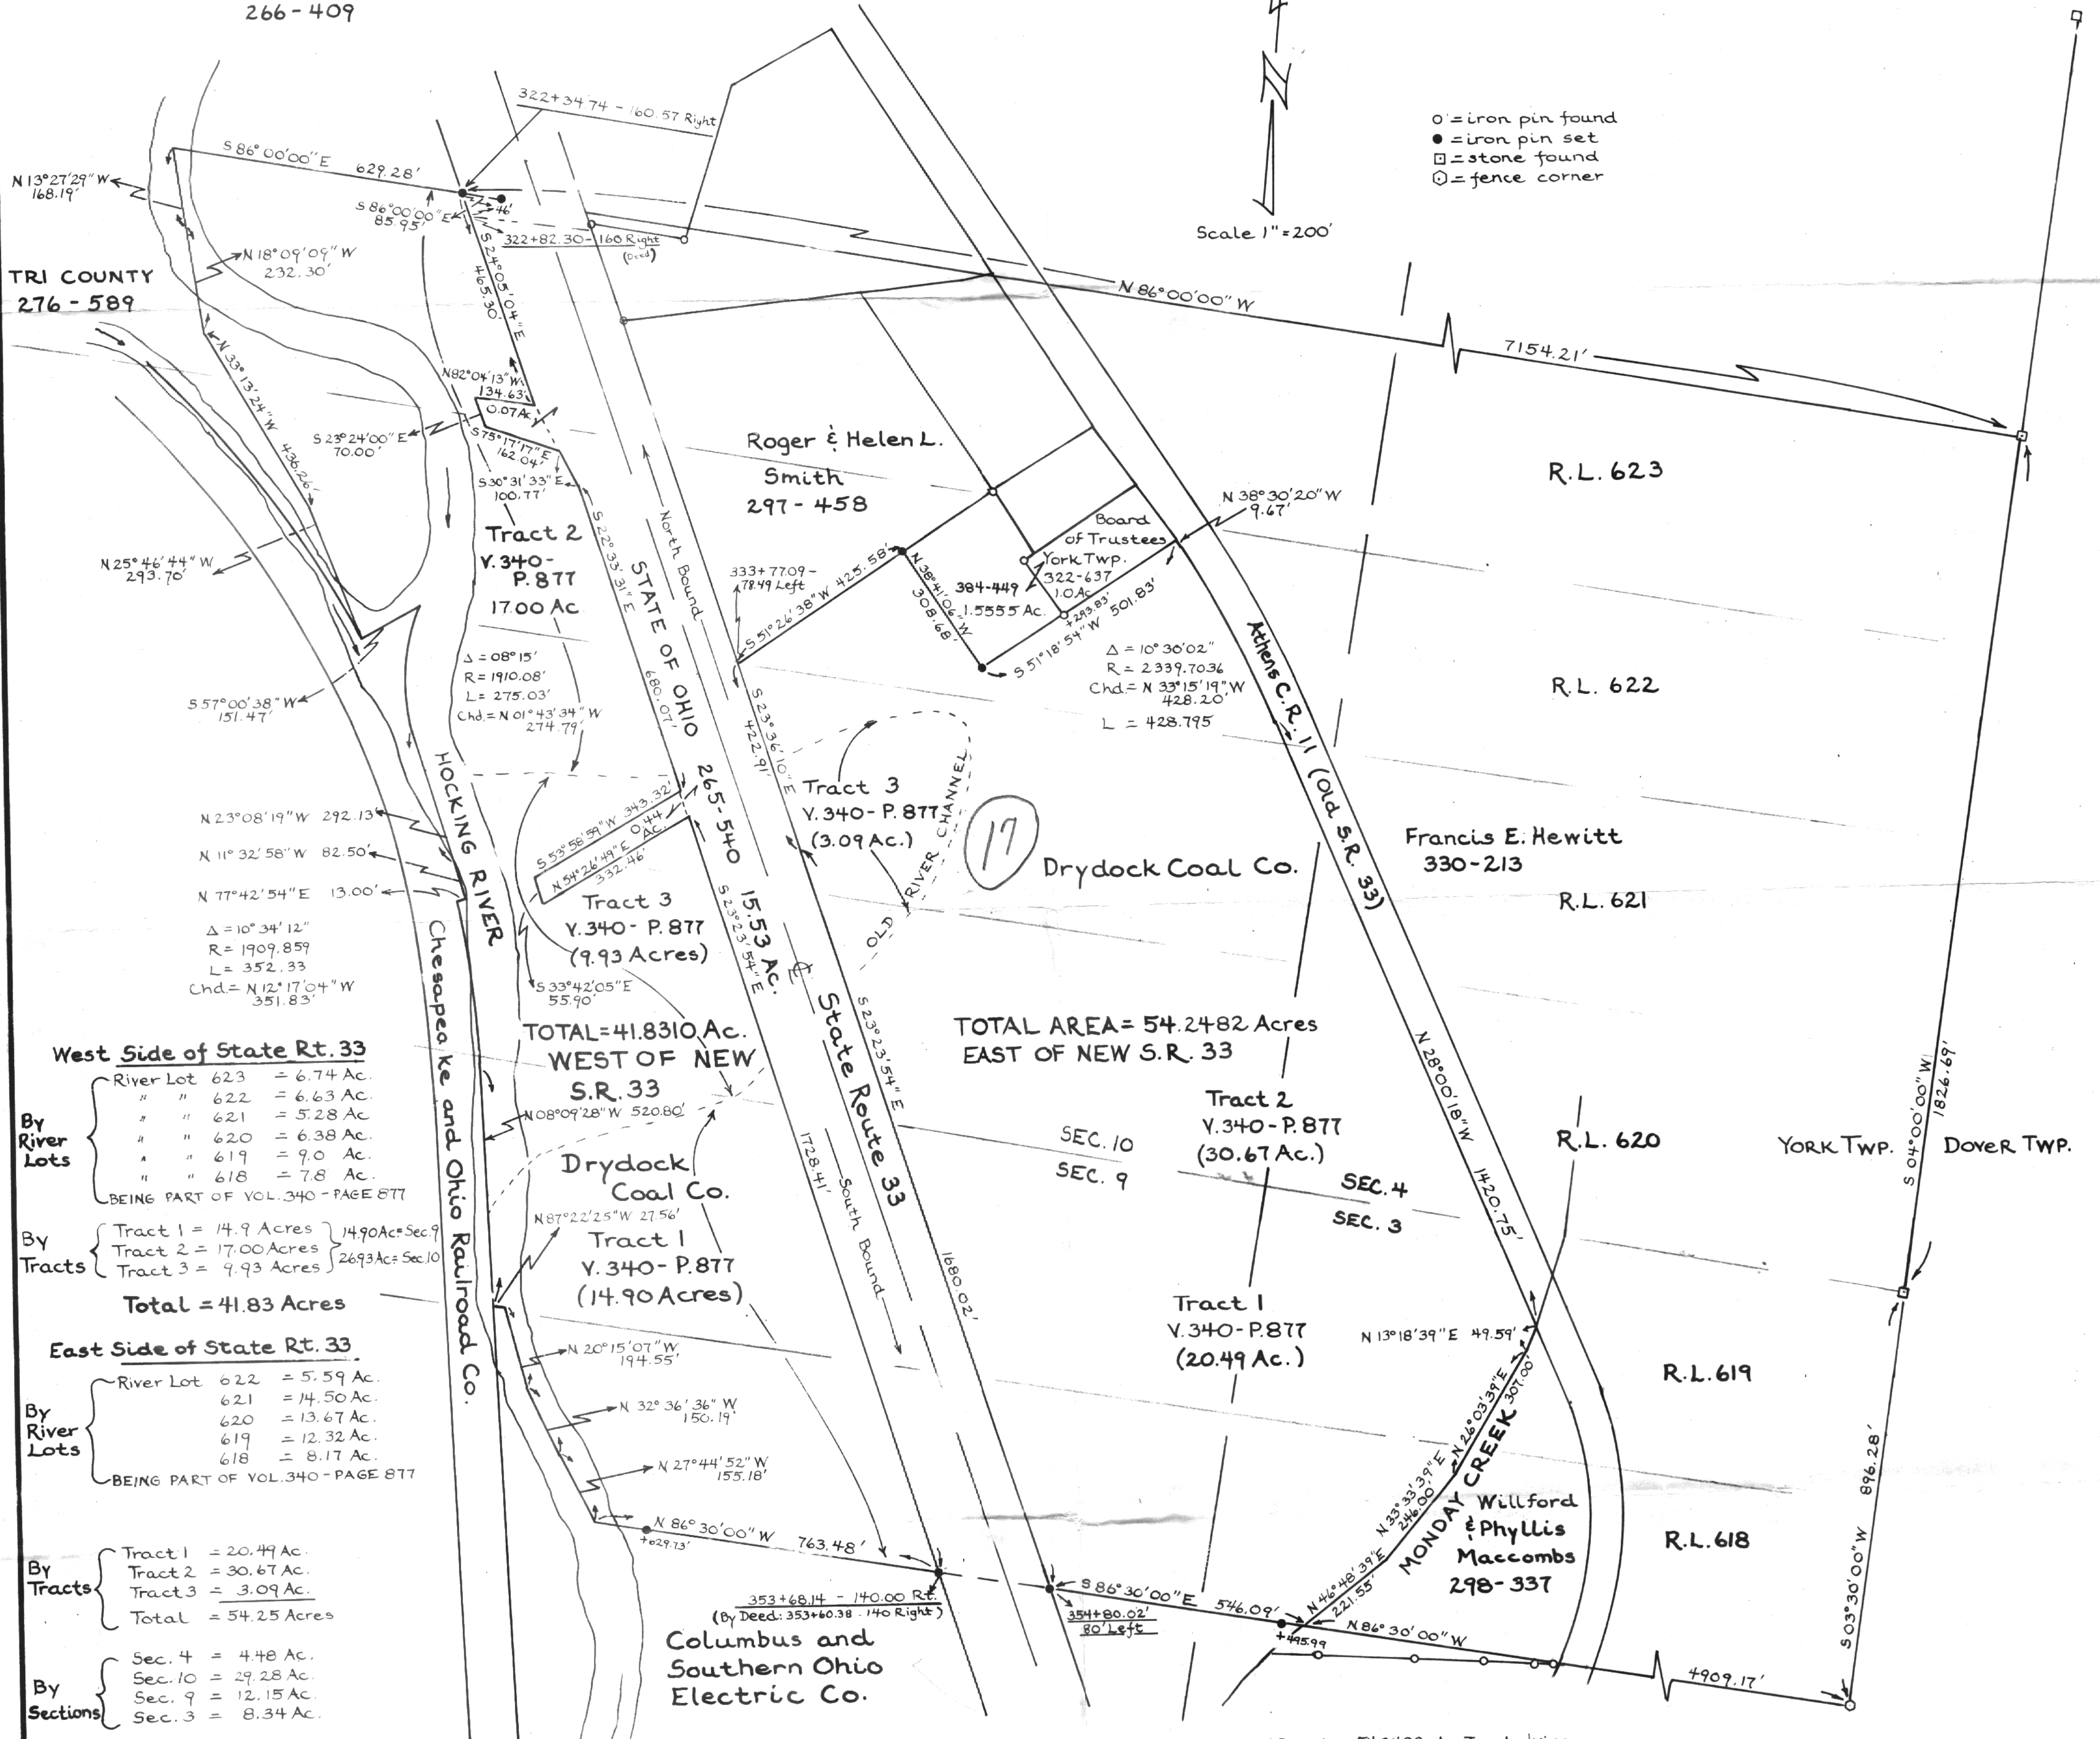 266-409
322+34.74 - 160.57 Right
S 86°00'00" E 629.28'
N 13°27'29" W
168.19'
S 86°00'00" E
85.95'
46'
322+82.30-160 Right
(Deed)
N 18°09'09" W
232.30'
TRI COUNTY
276-589
S 24°05'04" E
465.30'
N 33°13'24" W 436.26'
N 82°04'13" W
134.63'
0.07 Ac.
S 23°24'00" E
70.00'
S 75°17'17" E
162.04'
S 30°31'33" E
100.77'
N
Scale 1"=200'
o = iron pin found
● = iron pin set
⊡ = stone found
⬡ = fence corner
N 86°00'00" W
7154.21'
Roger & Helen L.
Smith
297-458
R.L. 623
N 38°30'20" W
9.67'
Board
of Trustees
York Twp.
322-637
1.0 Ac.
384-449
1.5555 Ac.
+293.83'
S 51°18'54" W 501.83'
N 38°41'06" W
308.68'
S 51°26'38" W 425.58'
333+77.09-
78.49 Left
Tract 2
V.340-
P.877
17.00 Ac
N 25°46'44" W
293.70'
S 22°33'31" E 680.07'
STATE OF OHIO 265-540 15.53 Ac.
North Bound
Δ = 08°15'
R = 1910.08'
L = 275.03'
Chd.= N 01°43'34" W
274.79'
S 57°00'38" W
151.47'
Δ = 10°30'02"
R = 2339.7036
Chd.= N 33°15'19" W
428.20'
L = 428.795
R.L. 622
Athens C.R. 11 (Old S.R. 33)
S 23°36'10" E
422.91'
HOCKING RIVER
Tract 3
V.340-P.877
(3.09 Ac.)
OLD RIVER CHANNEL
17
Drydock Coal Co.
Francis E. Hewitt
330-213
R.L. 621
N 23°08'19" W 292.13'
N 11°32'58" W 82.50'
N 77°42'54" E 13.00'
S 53°58'59" W 343.32'
0.44
AC.
N 54°26'49" E
332.46'
Tract 3
V.340-P.877
(9.93 Acres)
Δ = 10°34'12"
R = 1909.859
L = 352.33
Chd.= N 12°17'04" W
351.83'
S 33°42'05" E
55.90'
S 23°23'54" E
1728.41'
Chesapeake and Ohio Railroad Co.
TOTAL=41.8310 Ac.
WEST OF NEW
S.R. 33
State Route 33
S 23°23'54" E
1680.02'
TOTAL AREA = 54.2482 Acres
EAST OF NEW S.R. 33
N 28°00'18" W 1420.75'
S 04°00'00" W
1826.69'
West Side of State Rt. 33
By
River
Lots
River Lot 623 = 6.74 Ac.
" " 622 = 6.63 Ac.
" " 621 = 5.28 Ac
" " 620 = 6.38 Ac.
" " 619 = 9.0 Ac.
" " 618 = 7.8 Ac.
BEING PART OF VOL. 340-PAGE 877
N 08°09'28" W 520.80'
Tract 2
V.340-P.877
(30.67 Ac.)
SEC. 10
SEC. 9
SEC. 4
SEC. 3
R.L. 620
YORK TWP.
DOVER TWP.
Drydock
Coal Co.
N 87°22'25" W 27.56'
Tract 1
V.340-P.877
(14.90 Acres)
South Bound
By
Tracts
Tract 1 = 14.9 Acres
Tract 2 = 17.00 Acres
Tract 3 = 9.93 Acres
14.90 Ac = Sec. 9
26.93 Ac = Sec. 10
Total = 41.83 Acres
Tract 1
V.340-P.877
(20.49 Ac.)
N 13°18'39" E 49.59'
N 26°03'39" E
307.00'
N 33°33'39" E
246.00'
N 46°48'39" E
221.55'
MONDAY CREEK
R.L. 619
East Side of State Rt. 33
By
River
Lots
River Lot 622 = 5.59 Ac.
621 = 14.50 Ac.
620 = 13.67 Ac.
619 = 12.32 Ac.
618 = 8.17 Ac.
BEING PART OF VOL. 340-PAGE 877
N 20°15'07" W
194.55'
N 32°36'36" W
150.19'
N 27°44'52" W
155.18'
N 86°30'00" W 763.48'
+629.73'
Willford
& Phyllis
Maccombs
298-337
R.L. 618
S 03°30'00" W 896.28'
By
Tracts
Tract 1 = 20.49 Ac.
Tract 2 = 30.67 Ac.
Tract 3 = 3.09 Ac.
Total = 54.25 Acres
353+68.14 - 140.00 Rt.
(By Deed: 353+60.38 - 140 Right)
S 86°30'00" E 546.09'
354+80.02'
80' Left
+495.99
N 86°30'00" W
4909.17'
Columbus and
Southern Ohio
Electric Co.
By
Sections
Sec. 4 = 4.48 Ac.
Sec. 10 = 29.28 Ac.
Sec. 9 = 12.15 Ac.
Sec. 3 = 8.34 Ac.